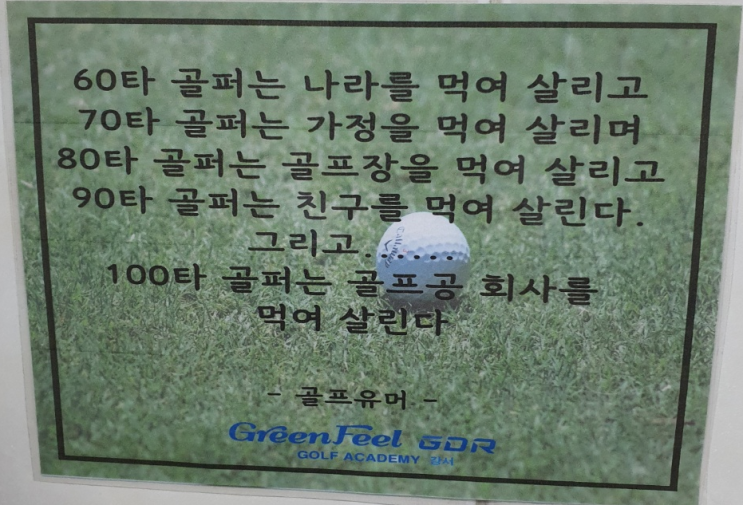 60타 골퍼는 나라를 먹여 살리고
70타 골퍼는 가정을 먹여 살리며
80타 골퍼는 골프장을 먹여 살리고
90타 골퍼는 친구를 먹여 살린다.
그리고.......
100타 골퍼는 골프공 회사를
먹여 살린다
- 골프유머 -
GreenFeel GDR
GOLF ACADEMY 강서